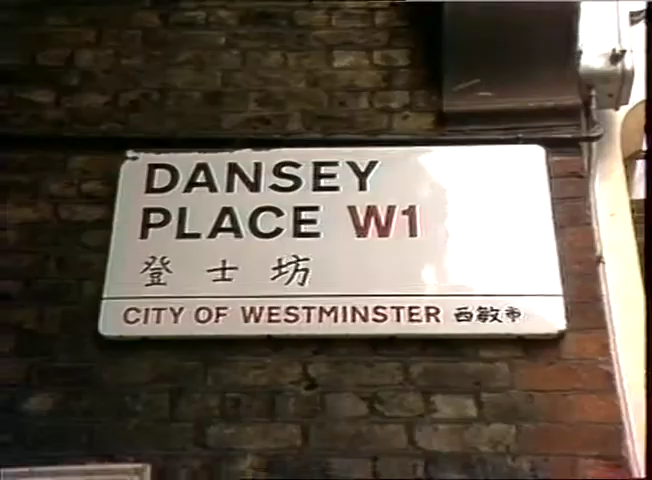 DANSEY
PLACE W1
登士坊
CITY OF WESTMINSTER 西敏市